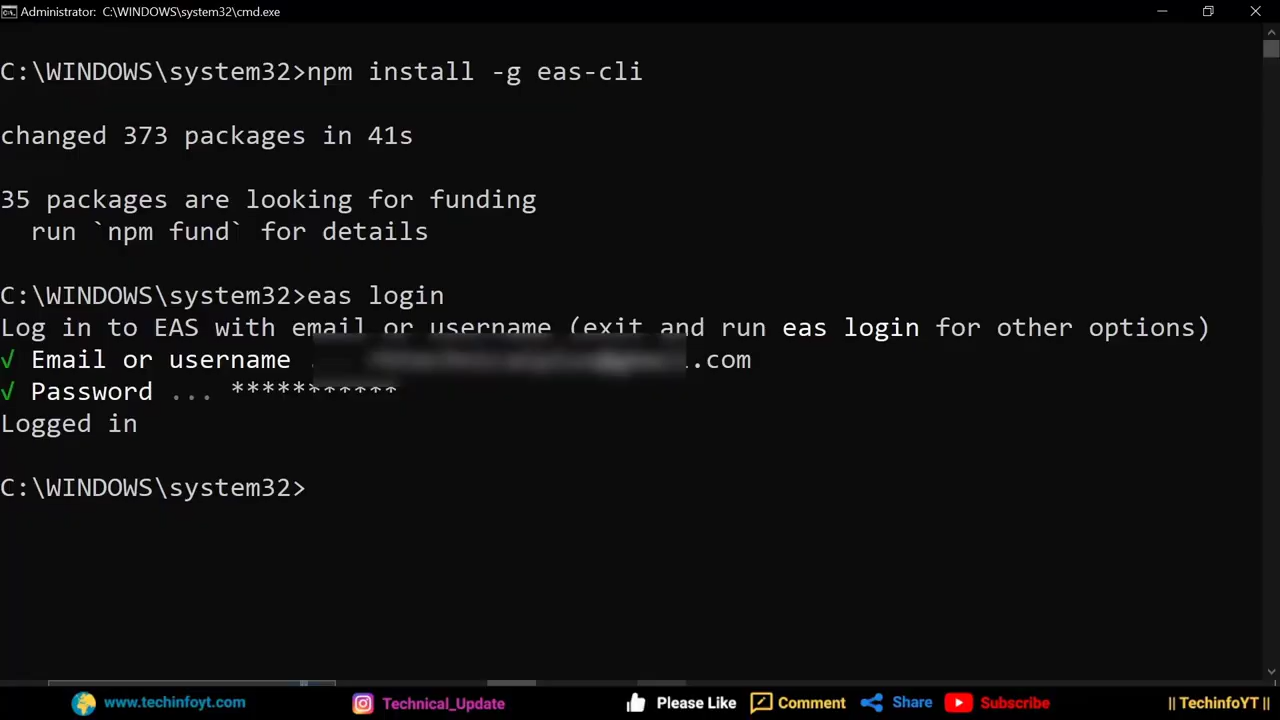 Administrator: C:\WINDOWS\system32\cmd.exe
C:\WINDOWS\system32>npm install -g eas-cli
changed 373 packages in 41s
35 packages are looking for funding
run `npm fund` for details
C:\WINDOWS\system32>eas login
Log in to EAS with email or username (exit and run eas login for other options)
√ Email or username .com
√ Password ... ***********
Logged in
C:\WINDOWS\system32>
www.techinfoyt.com Technical_Update Please Like Comment Share Subscribe || TechinfoYT ||